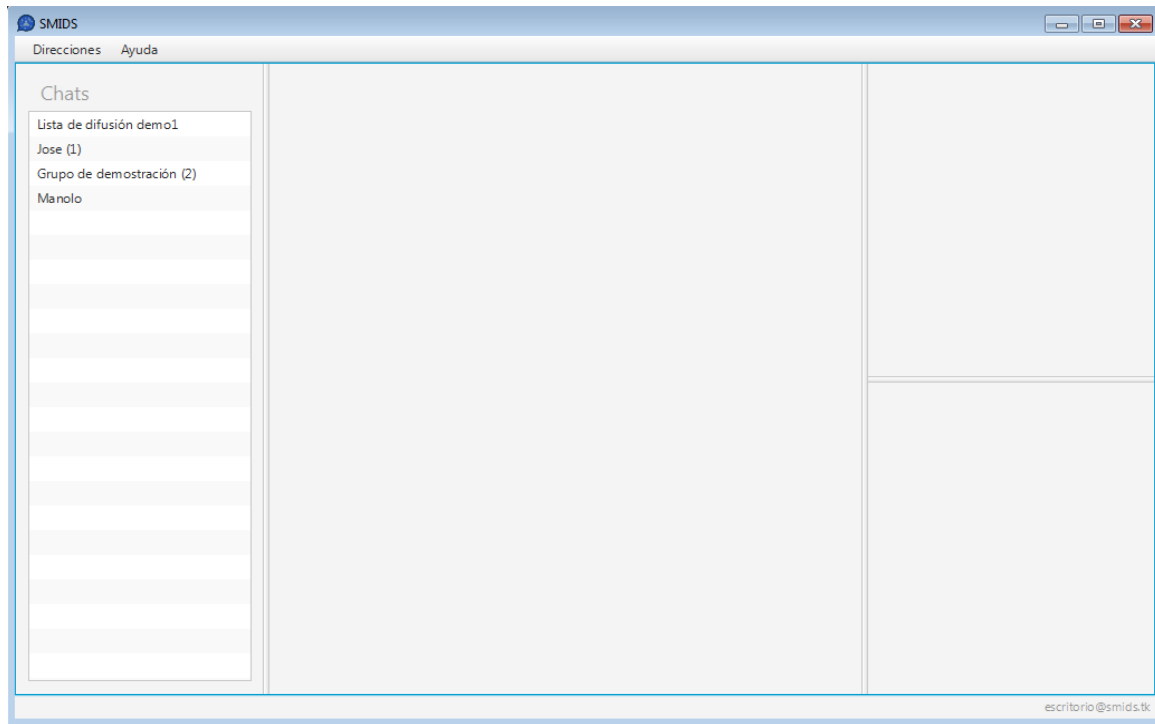 SMIDS
Direcciones Ayuda
Chats
Lista de difusión demo1
Jose (1)
Grupo de demostración (2)
Manolo
escritorio@smids.tk